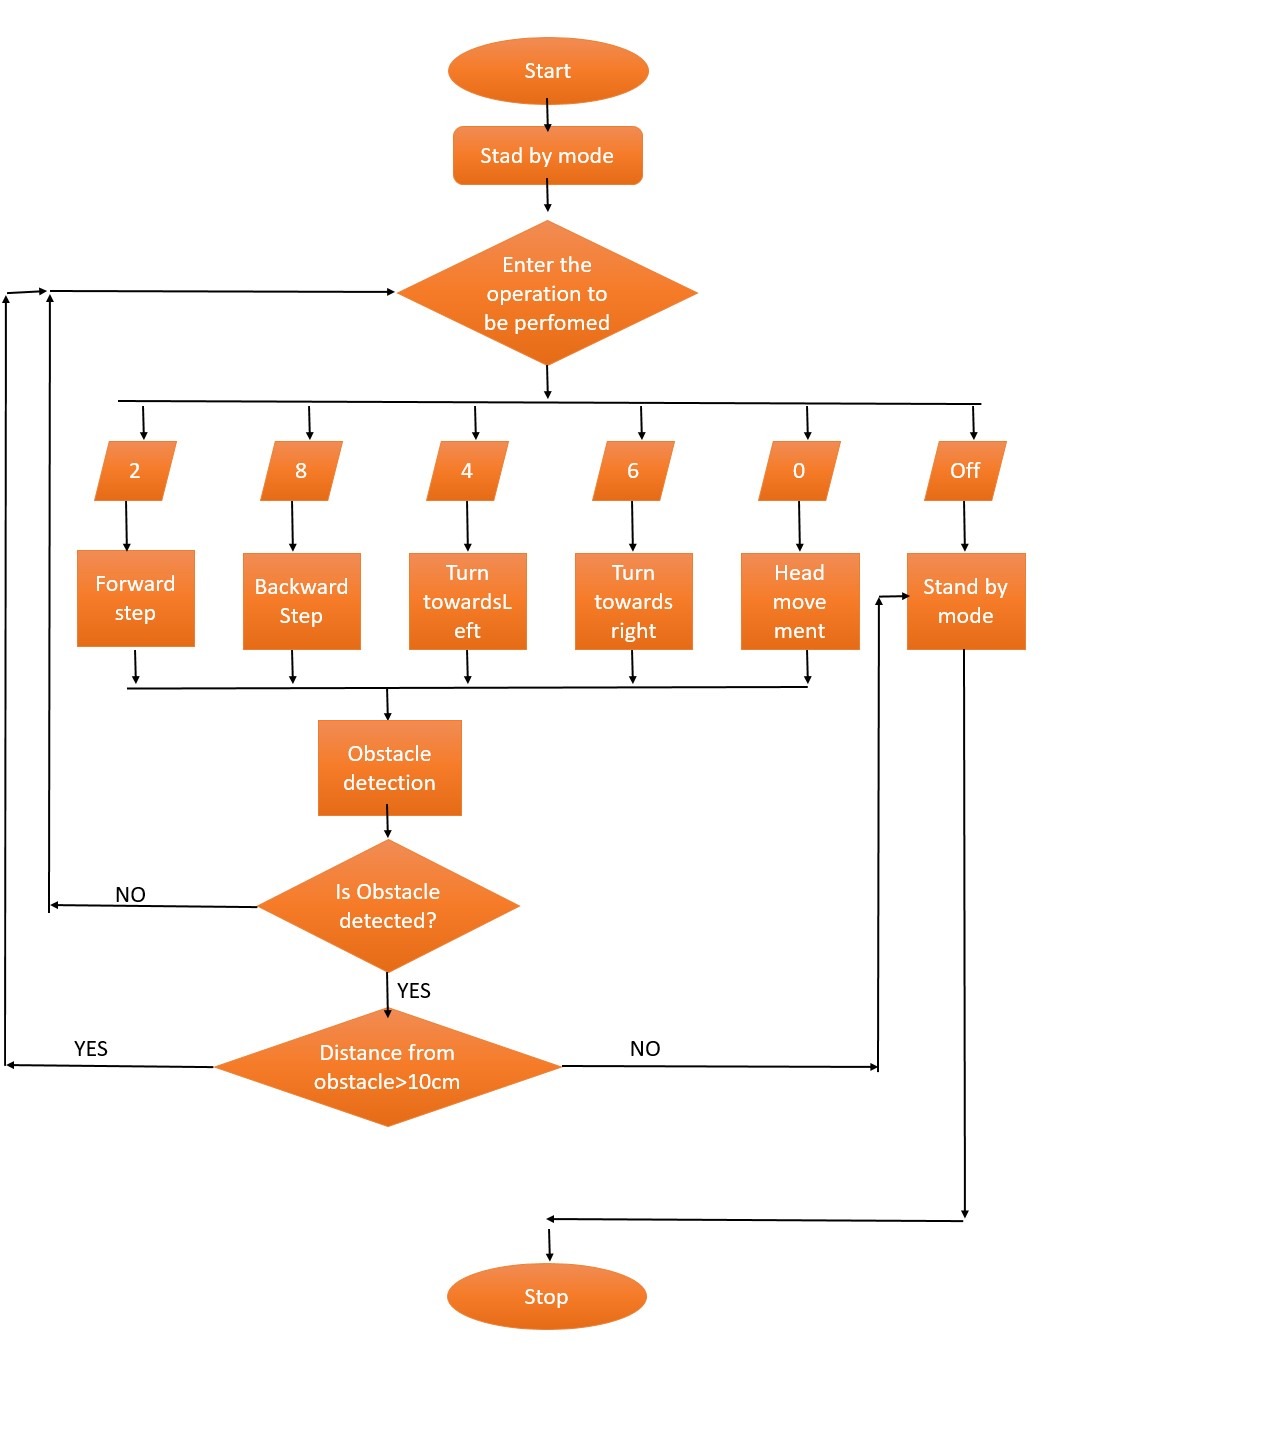 Start
Stad by mode
Enter the
operation to
be perfomed
2
8
4
6
0
Off
Forward
step
Backward
Step
Turn
towardsL
eft
Turn
towards
right
Head
move
ment
Stand by
mode
Obstacle
detection
Is Obstacle
detected?
NO
YES
Distance from
obstacle>10cm
YES
NO
Stop